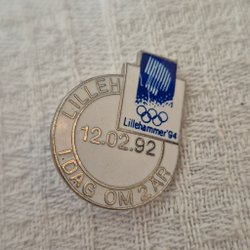 LILLEH
Lillehammer'94
12.02.92
I DAG OM 2 ÅR